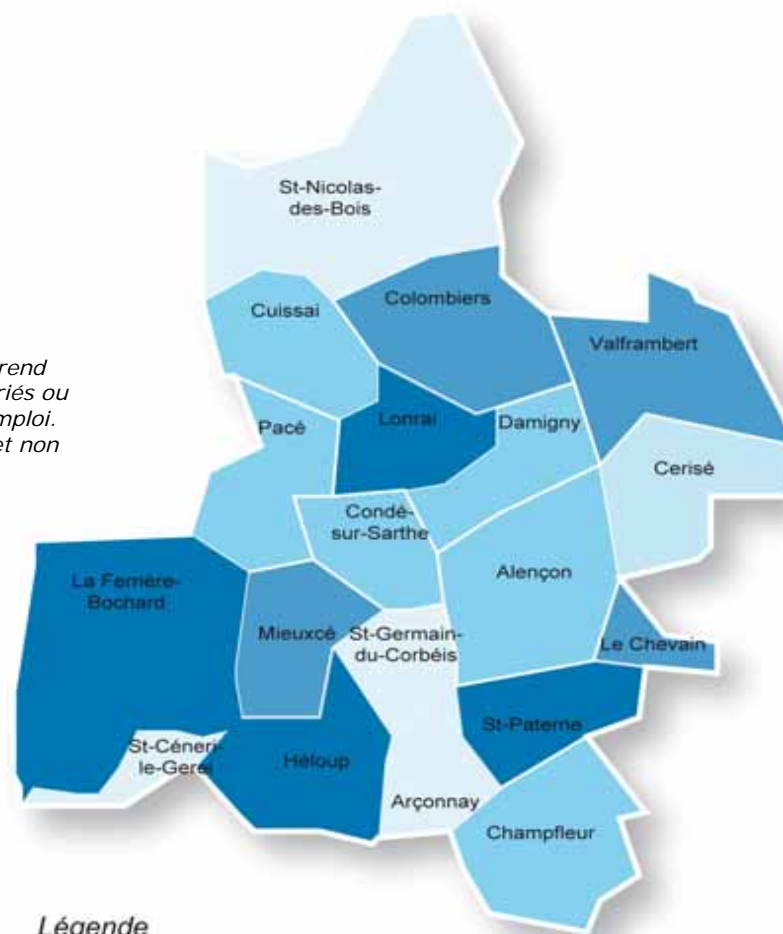 St-Nicolas-
des-Bois
Cuissai
Colombiers
Valframbert
rend
riés ou
mploi.
et non
Pacé
Lonrai
Damigny
Cerisé
Condé-
sur-Sarthe
Alençon
La Ferrière-
Bochard
Mieuxcé
St-Germain-
du-Corbéis
Le Chevain
St-Céneri-
le-Gerei
Héloup
St-Paterne
Arçonnay
Champfleur
Légende